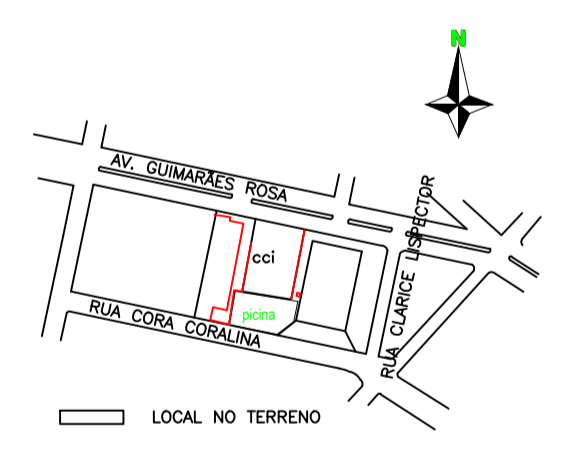 N
AV. GUIMARÃES ROSA
RUA CLARICE LISPECTOR
cci
picina
RUA CORA CORALINA
LOCAL NO TERRENO